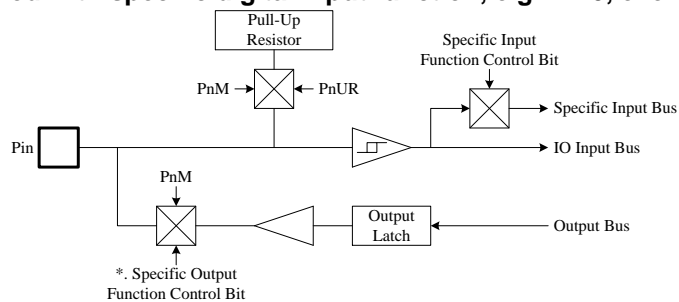 Pull-Up
Resistor
Specific Input
Function Control Bit
PnM
PnUR
Specific Input Bus
Pin
IO Input Bus
PnM
Output
Latch
Output Bus
*. Specific Output
Function Control Bit